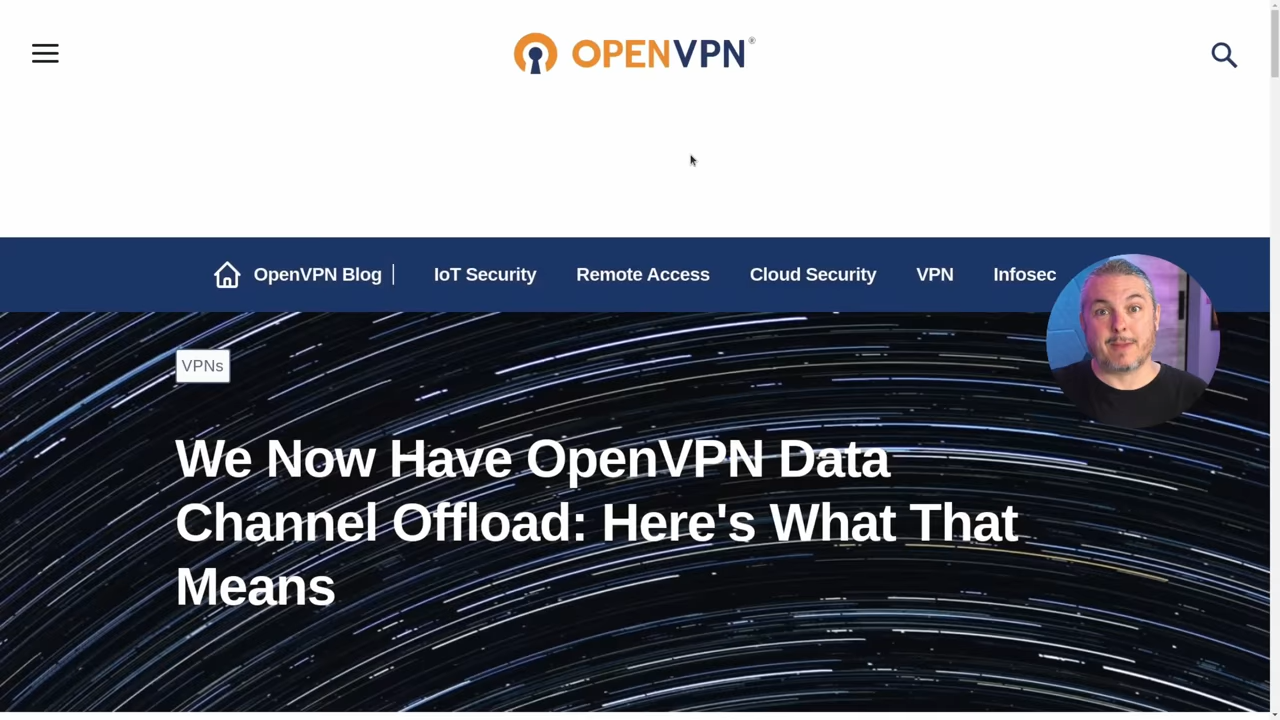 OPENVPN®
OpenVPN Blog
IoT Security
Remote Access
Cloud Security
VPN
Infosec
VPNs
We Now Have OpenVPN Data
Channel Offload: Here's What That
Means